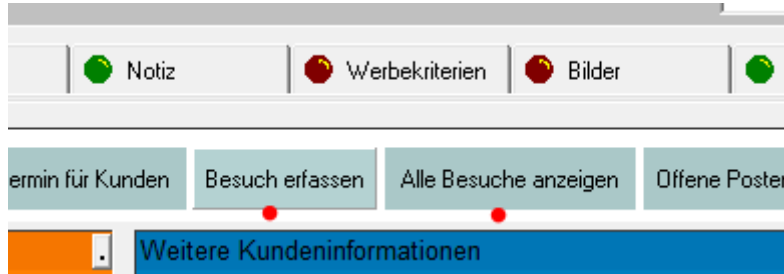 Notiz Werbekriterien Bilder
ermin für Kunden Besuch erfassen Alle Besuche anzeigen Offene Poster
. Weitere Kundeninformationen